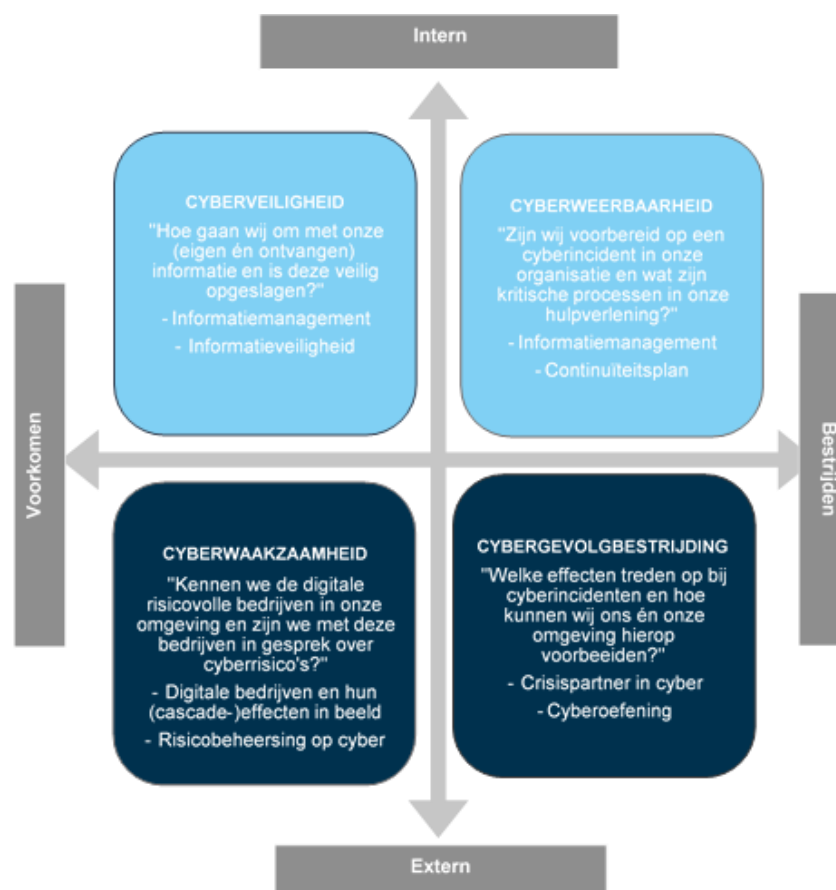 Intern
CYBERVEILIGHEID
"Hoe gaan wij om met onze
(eigen én ontvangen)
informatie en is deze veilig
opgeslagen?"
- Informatiemanagement
- Informatieveiligheid
CYBERWEERBAARHEID
"Zijn wij voorbereid op een
cyberincident in onze
organisatie en wat zijn
kritische processen in onze
hulpverlening?"
- Informatiemanagement
- Continuïteitsplan
Voorkomen
Bestrijden
CYBERWAAKZAAMHEID
"Kennen we de digitale
risicovolle bedrijven in onze
omgeving en zijn we met deze
bedrijven in gesprek over
cyberrisico's?"
- Digitale bedrijven en hun
(cascade-)effecten in beeld
- Risicobeheersing op cyber
CYBERGEVOLGBESTRIJDING
"Welke effecten treden op bij
cyberincidenten en hoe
kunnen wij ons én onze
omgeving hierop
voorbeeiden?"
- Crisispartner in cyber
- Cyberoefening
Extern